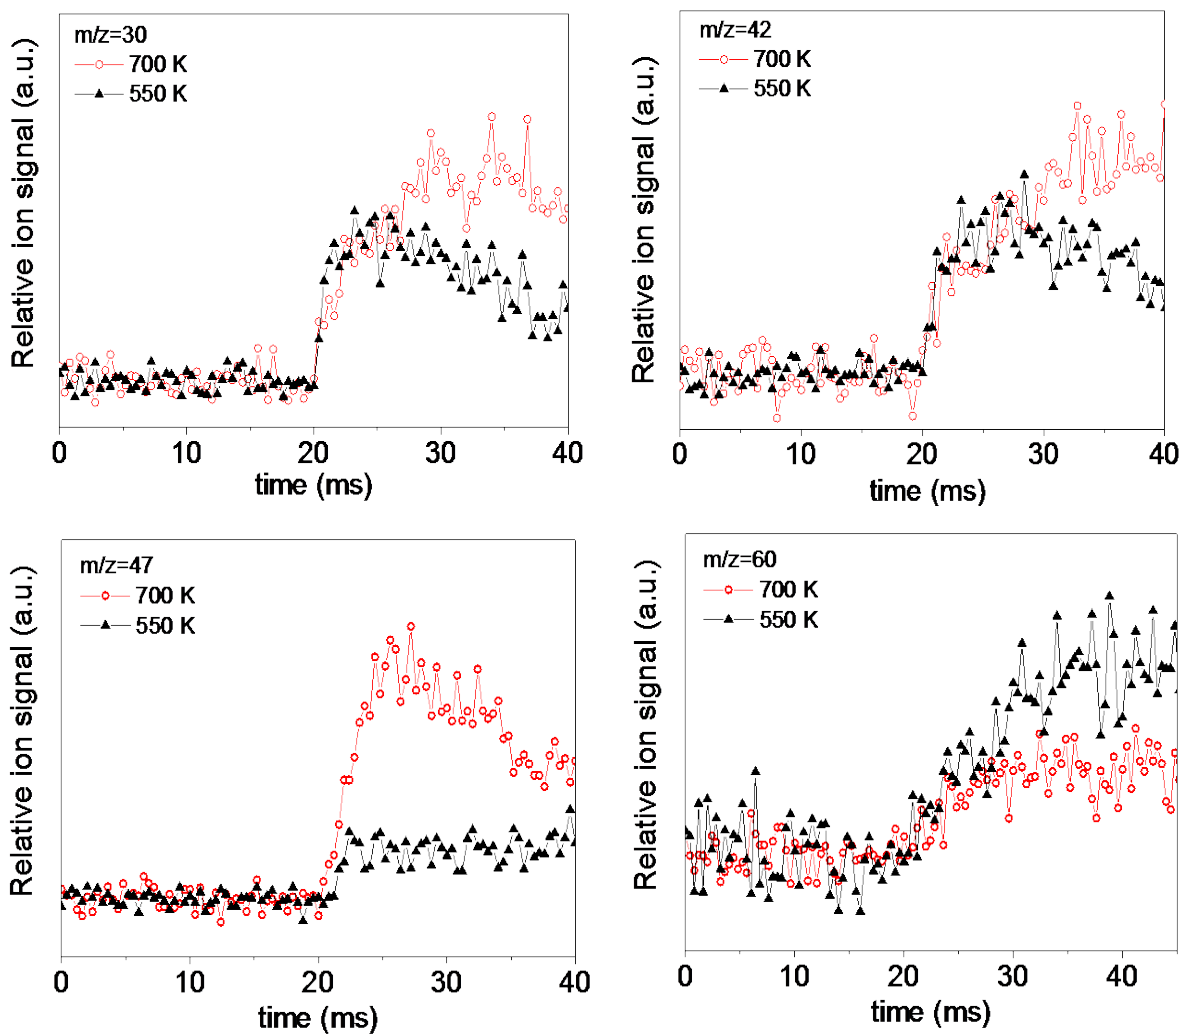 m/z=30
700 K
550 K
Relative ion signal (a.u.)
0 10 20 30 40
time (ms)
m/z=42
700 K
550 K
Relative ion signal (a.u.)
0 10 20 30 40
time (ms)
m/z=47
700 K
550 K
Relative ion signal (a.u.)
0 10 20 30 40
time (ms)
m/z=60
700 K
550 K
Relative ion signal (a.u.)
0 10 20 30 40
time (ms)